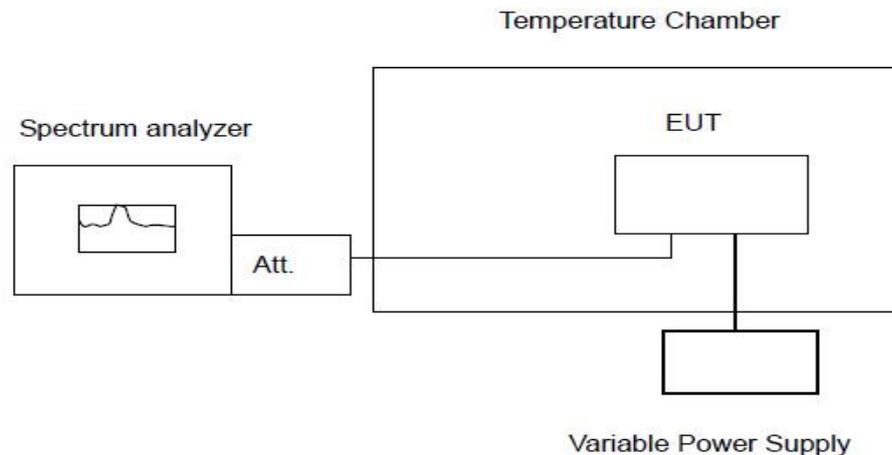 Temperature Chamber
Spectrum analyzer
EUT
Att.
Variable Power Supply